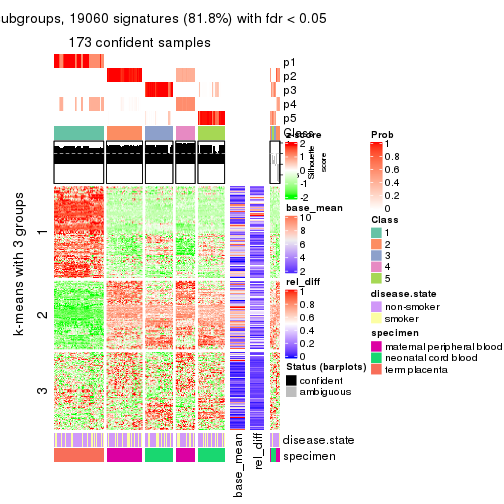 ubgroups, 19060 signatures (81.8%) with fdr < 0.05
173 confident samples
p1
p2
p3
p4
p5
Class
Silhouette
score
k-means with 3 groups
1
2
3
base_mean
rel_diff
disease.state
specimen
z-score
2
1
0
-1
-2
base_mean
10
8
6
4
2
rel_diff
1
0.8
0.6
0.4
0.2
0
Status (barplots)
confident
ambiguous
Prob
1
0.8
0.6
0.4
0.2
0
Class
1
2
3
4
5
disease.state
non-smoker
smoker
specimen
maternal peripheral blood
neonatal cord blood
term placenta